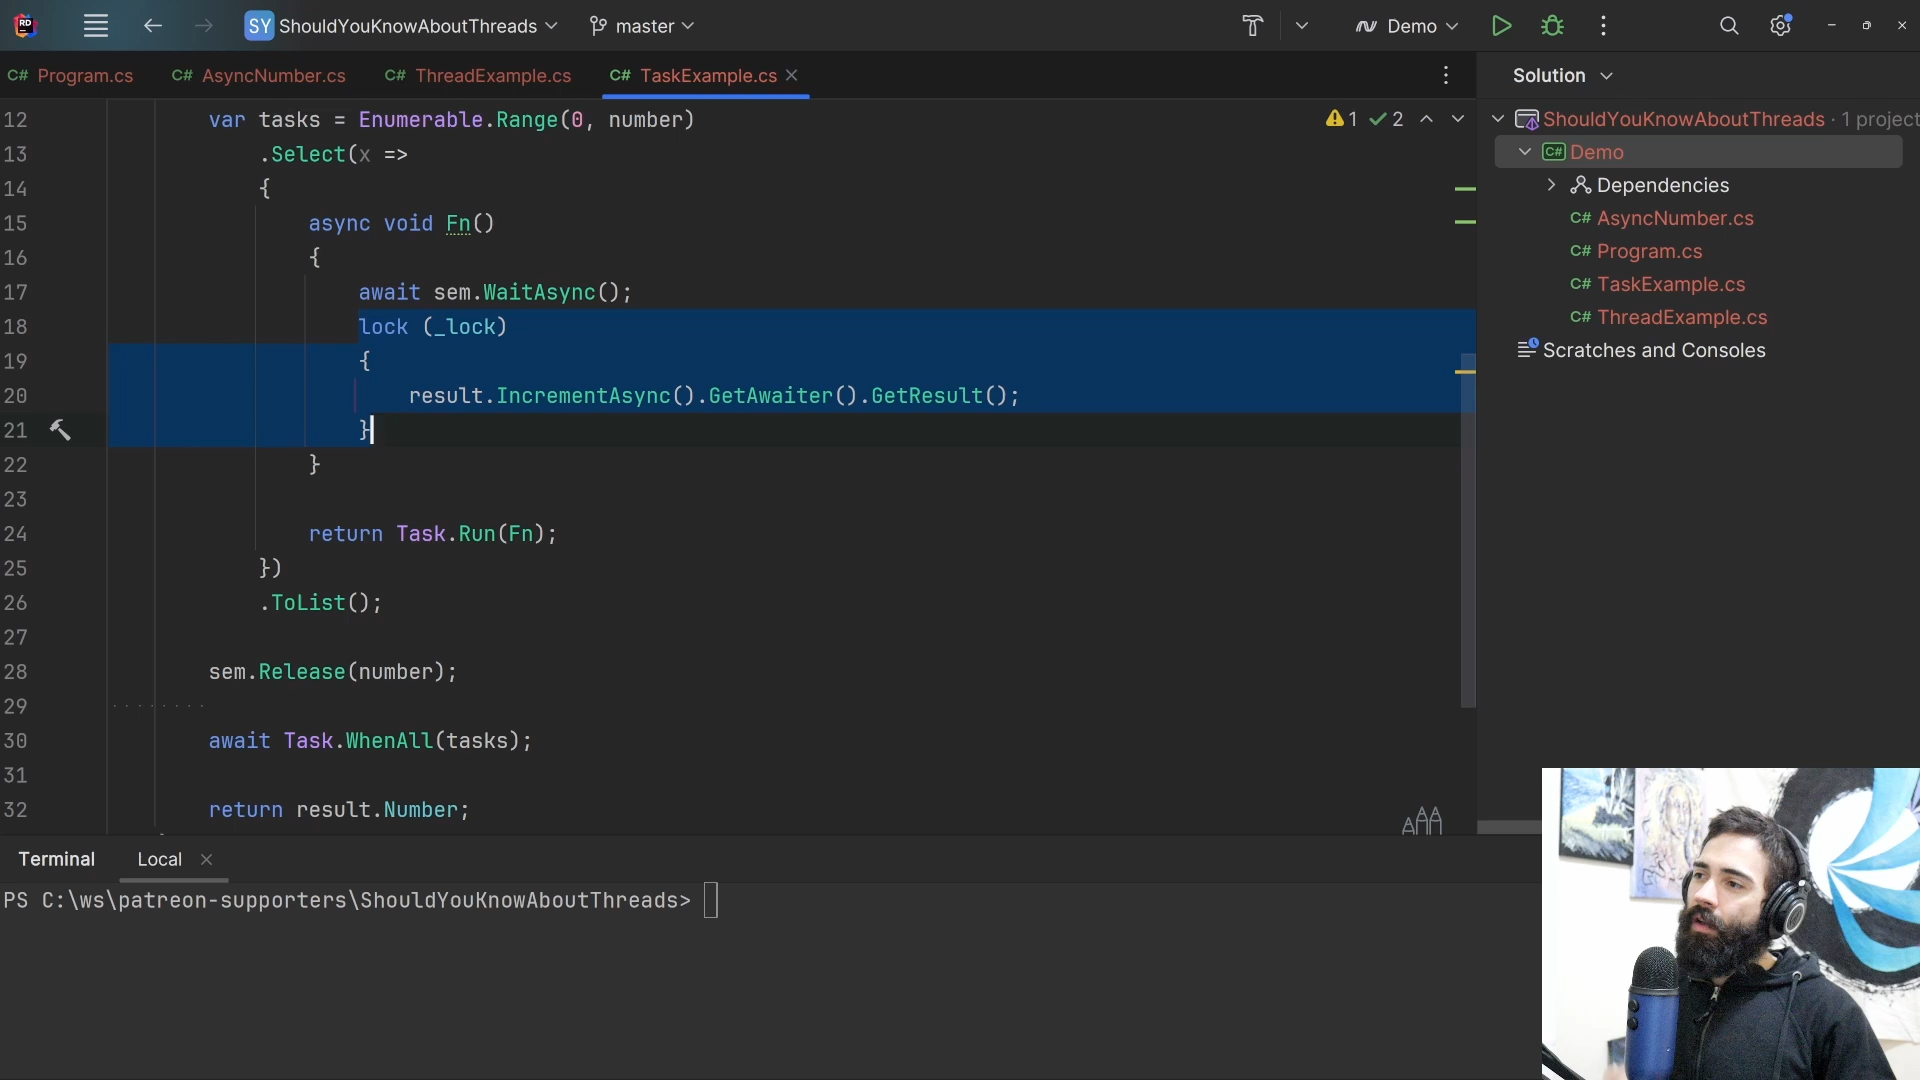 RD SY ShouldYouKnowAboutThreads master Demo
C# Program.cs C# AsyncNumber.cs C# ThreadExample.cs C# TaskExample.cs Solution
12 var tasks = Enumerable.Range(0, number) 1 2
13 .Select(x =>
14 {
15 async void Fn()
16 {
17 await sem.WaitAsync();
18 lock (_lock)
19 {
20 result.IncrementAsync().GetAwaiter().GetResult();
21 }
22 }
23
24 return Task.Run(Fn);
25 })
26 .ToList();
27
28 sem.Release(number);
29
30 await Task.WhenAll(tasks);
31
32 return result.Number;
ShouldYouKnowAboutThreads · 1 project
C# Demo
Dependencies
C# AsyncNumber.cs
C# Program.cs
C# TaskExample.cs
C# ThreadExample.cs
Scratches and Consoles
Terminal Local
PS C:\ws\patreon-supporters\ShouldYouKnowAboutThreads>